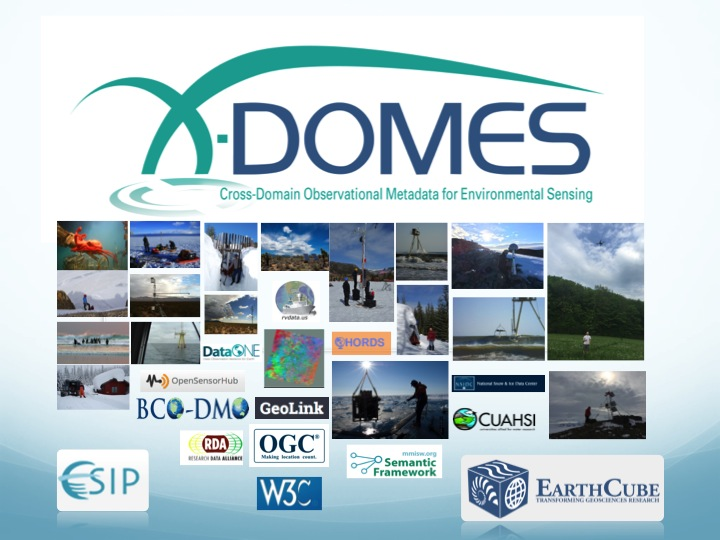 X-DOMES
Cross-Domain Observational Metadata for Environmental Sensing
rvdata.us
DataONE
CHORDS
OpenSensorHub
NSIDC
National Snow & Ice Data Center
BCO-DMO
GeoLink
CUAHSI
RDA
RESEARCH DATA ALLIANCE
OGC®
Making location count.
mmisw.org
Semantic
Framework
ESIP
W3C
EARTHCUBE
TRANSFORMING GEOSCIENCES RESEARCH